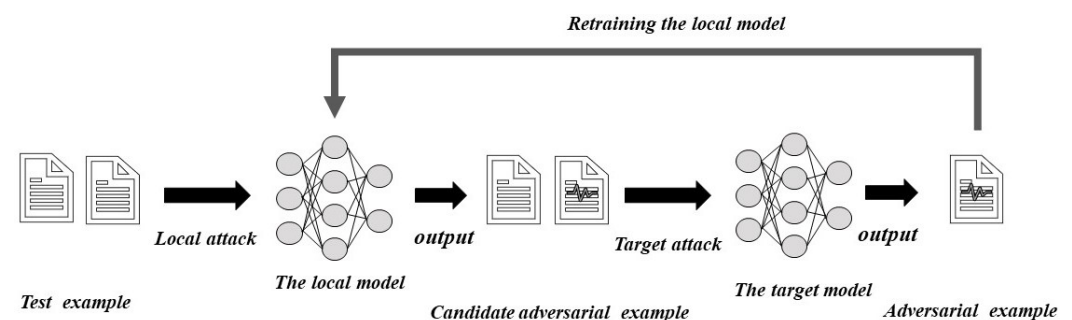 Retraining the local model
Local attack
output
Target attack
output
The local model
The target model
Test example
Candidate adversarial example
Adversarial example